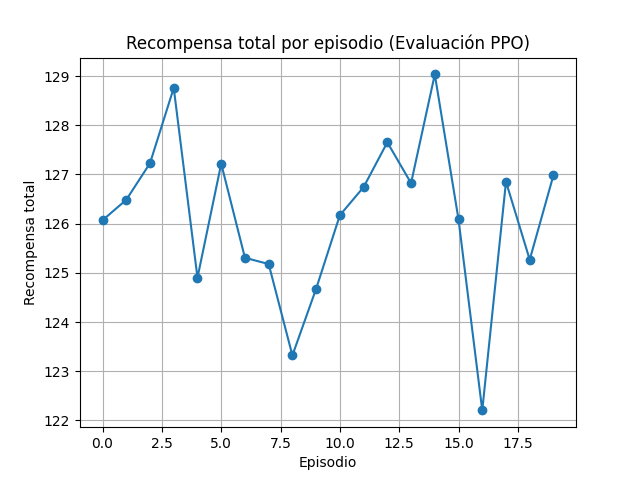 Recompensa total por episodio (Evaluación PPO)
129
128
127
126
125
124
123
122
Recompensa total
0.0 2.5 5.0 7.5 10.0 12.5 15.0 17.5
Episodio